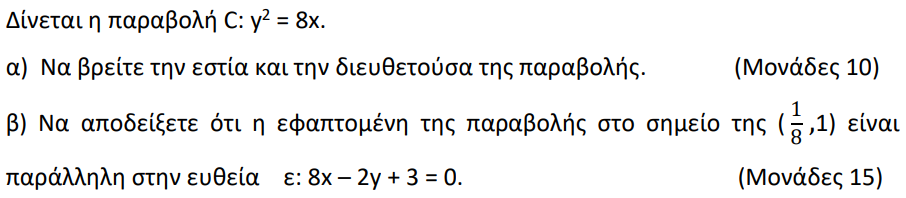 Δίνεται η παραβολή C: y² = 8x.
α) Να βρείτε την εστία και την διευθετούσα της παραβολής. (Μονάδες 10)
β) Να αποδείξετε ότι η εφαπτομένη της παραβολής στο σημείο της (1/8 ,1) είναι
παράλληλη στην ευθεία ε: 8x – 2y + 3 = 0. (Μονάδες 15)